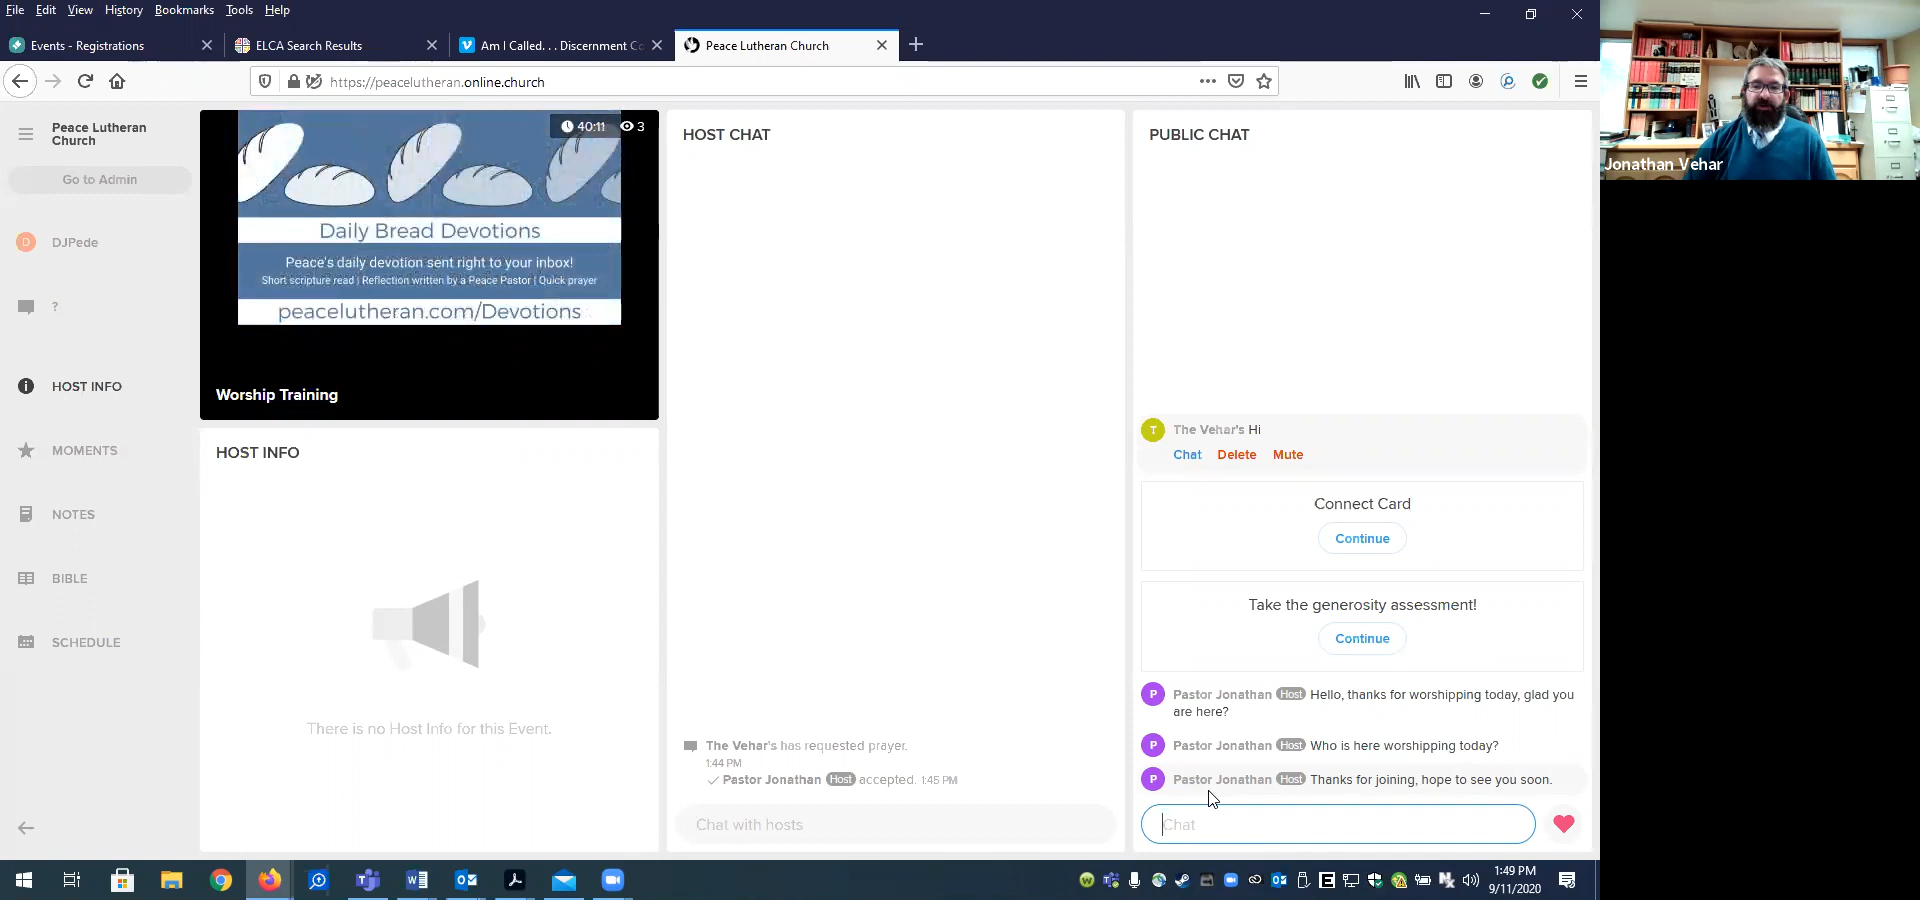 File Edit View History Bookmarks Tools Help
Events - Registrations
ELCA Search Results
Am I Called. . . Discernment Co
Peace Lutheran Church
https://peacelutheran.online.church
Peace Lutheran
Church
Go to Admin
D DJPede
?
HOST INFO
MOMENTS
NOTES
BIBLE
SCHEDULE
40:11 3
Daily Bread Devotions
Peace's daily devotion sent right to your inbox!
Short scripture read | Reflection written by a Peace Pastor | Quick prayer
peacelutheran.com/Devotions
Worship Training
HOST INFO
There is no Host Info for this Event.
HOST CHAT
The Vehar's has requested prayer.
1:44 PM
Pastor Jonathan Host accepted. 1:45 PM
Chat with hosts
PUBLIC CHAT
T The Vehar's Hi
Chat Delete Mute
Connect Card
Continue
Take the generosity assessment!
Continue
P Pastor Jonathan Host Hello, thanks for worshipping today, glad you
are here?
P Pastor Jonathan Host Who is here worshipping today?
P Pastor Jonathan Host Thanks for joining, hope to see you soon.
Chat
Jonathan Vehar
1:49 PM
9/11/2020